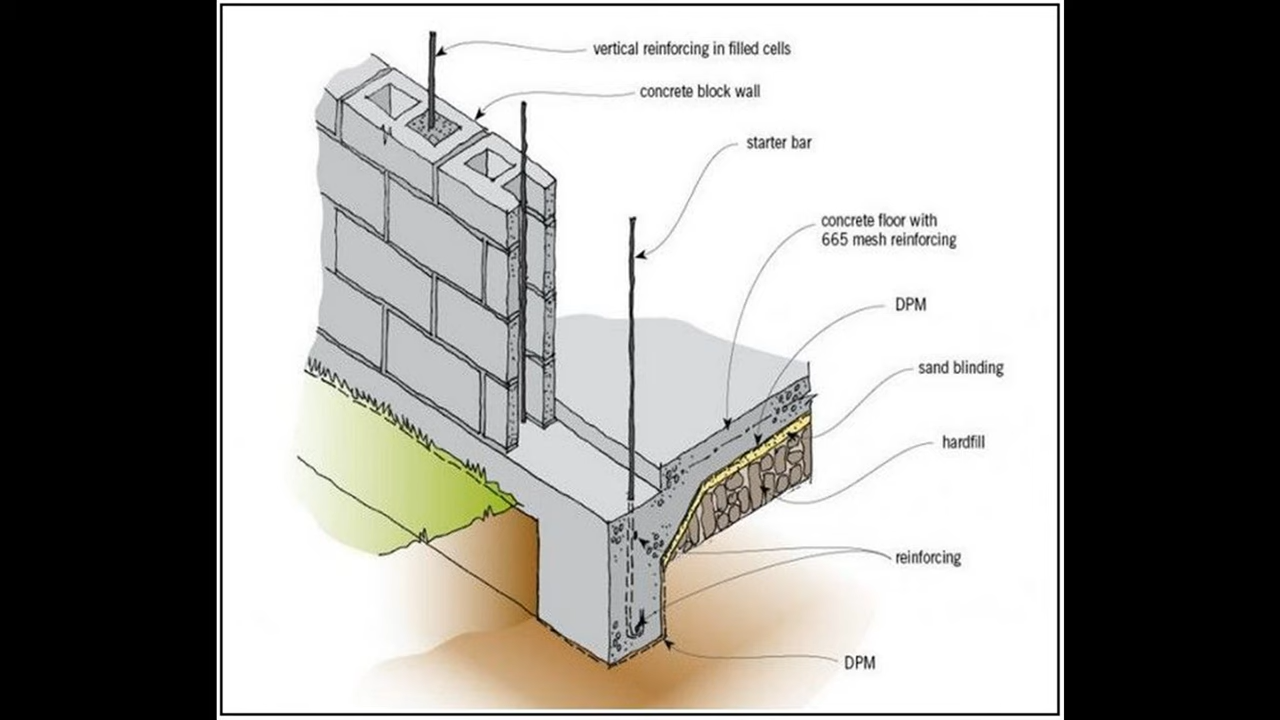 vertical reinforcing in filled cells
concrete block wall
starter bar
concrete floor with
665 mesh reinforcing
DPM
sand blinding
hardfill
reinforcing
DPM